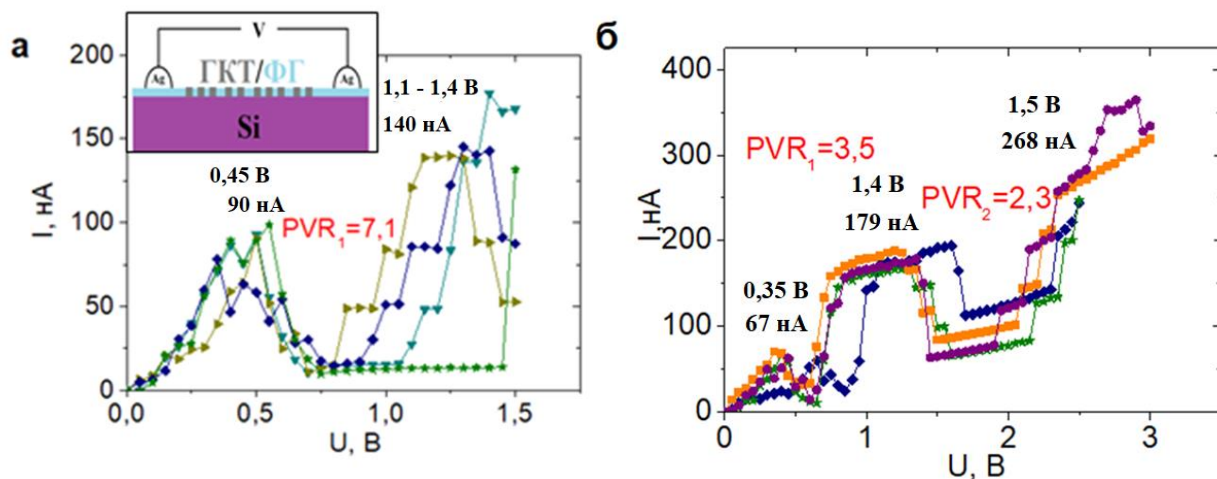 а
V
Ag
ГКТ/ФГ
Ag
Si
1,1 - 1,4 В
140 нА
0,45 В
90 нА
PVR1=7,1
200
150
100
50
0
I, нА
0,0
0,5
1,0
1,5
U, В
б
1,5 В
268 нА
PVR1=3,5
1,4 В
179 нА
PVR2=2,3
0,35 В
67 нА
400
300
200
100
0
I,нА
0
1
2
3
U, В